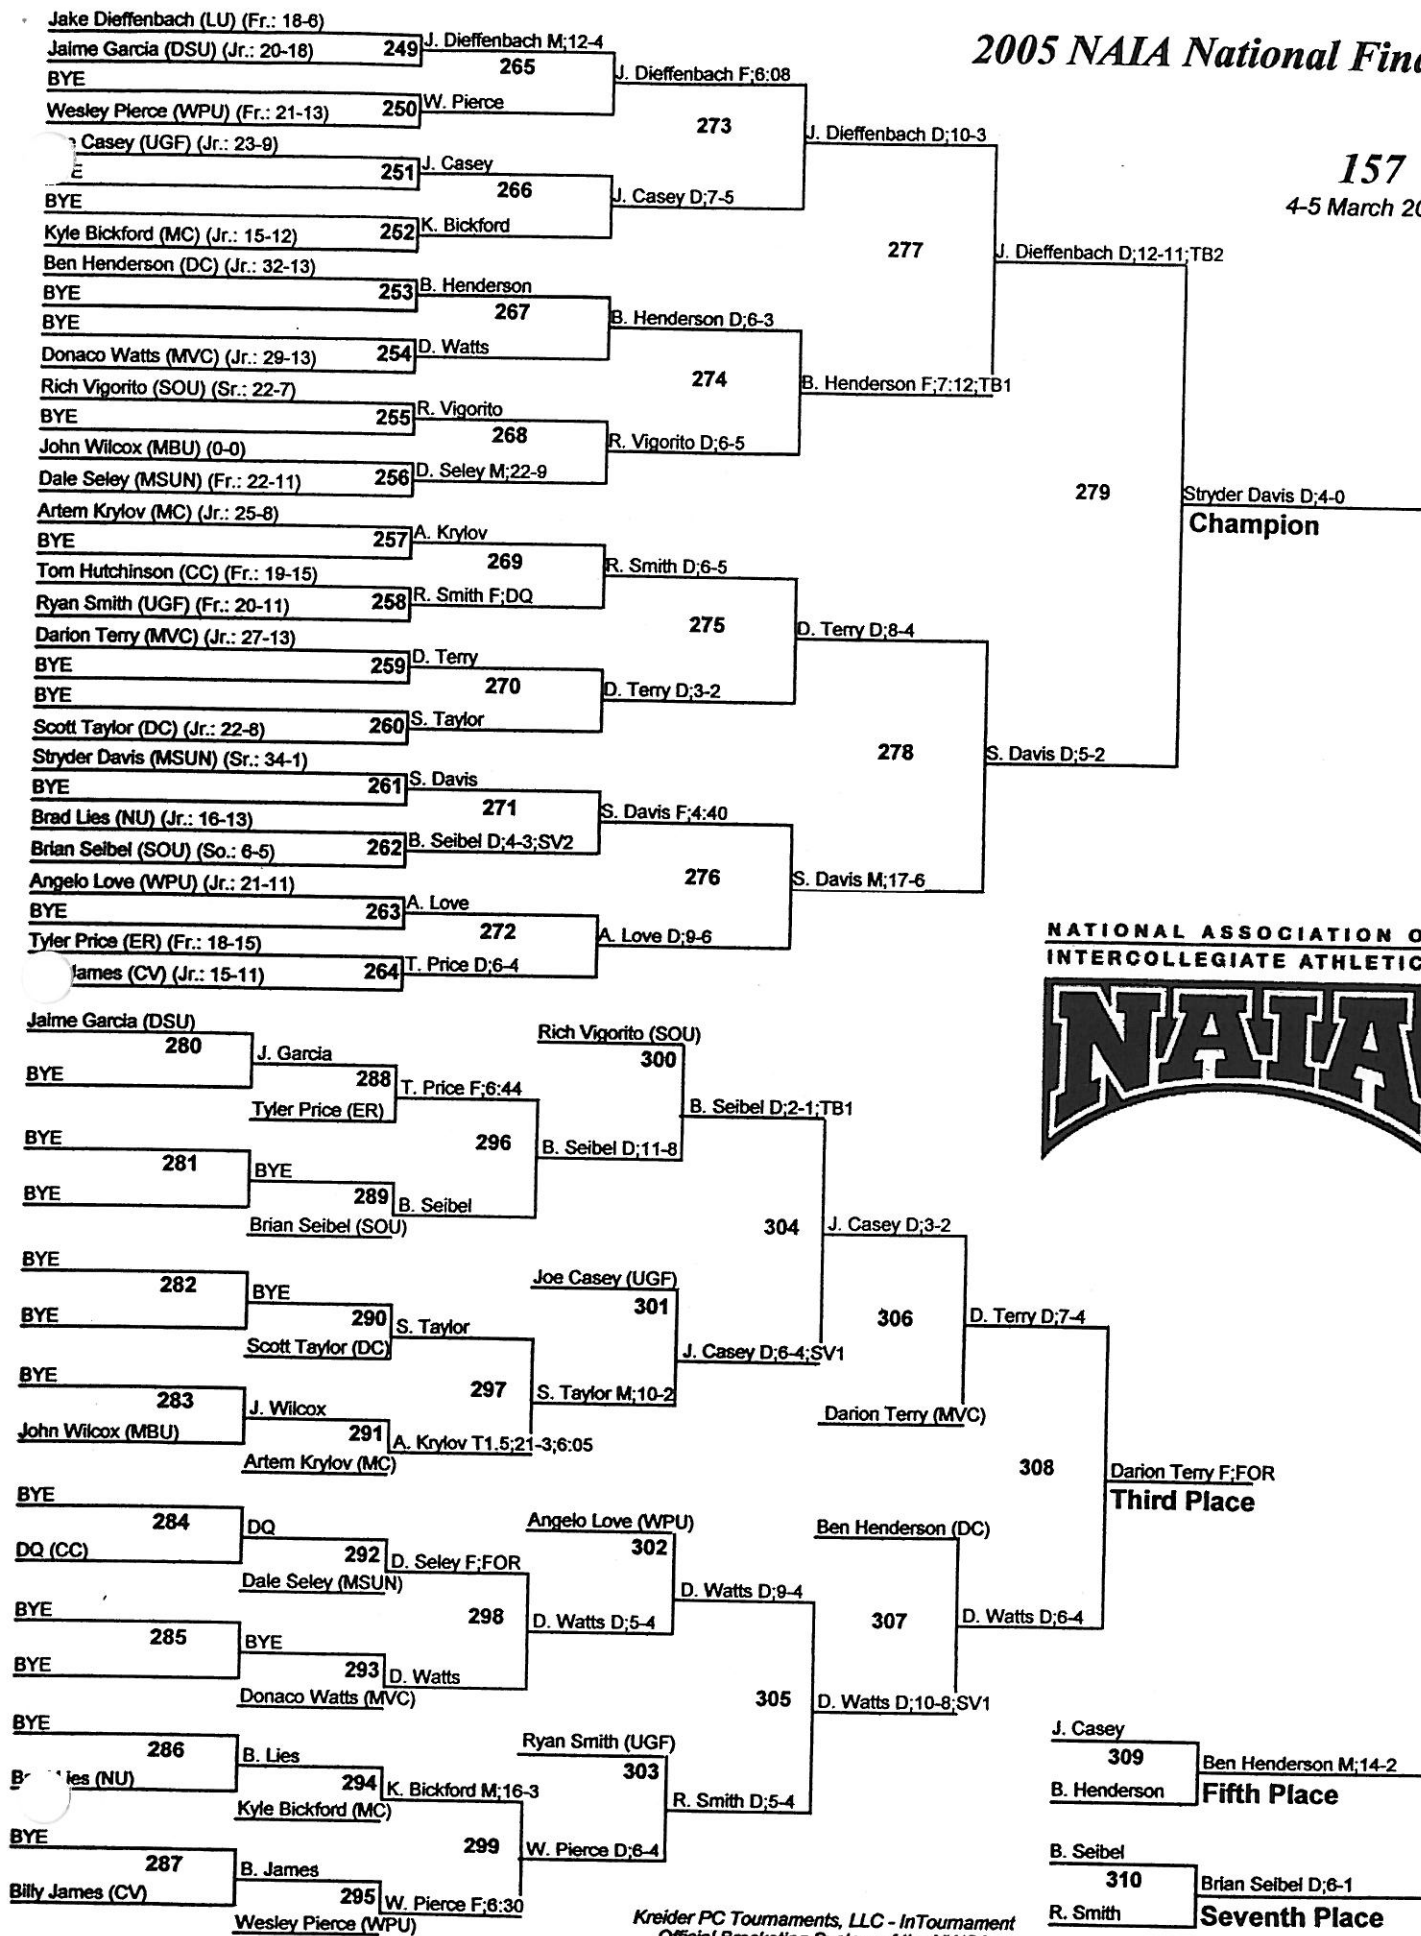 Jake Dieffenbach (LU) (Fr.: 18-6)
Jaime Garcia (DSU) (Jr.: 20-18)
249
J. Dieffenbach M;12-4
265
BYE
Wesley Pierce (WPU) (Fr.: 21-13)
250
W. Pierce
J. Dieffenbach F;6:08
273
Casey (UGF) (Jr.: 23-9)
251
J. Casey
266
BYE
Kyle Bickford (MC) (Jr.: 15-12)
252
K. Bickford
J. Casey D;7-5
J. Dieffenbach D;10-3
277
Ben Henderson (DC) (Jr.: 32-13)
BYE
253
B. Henderson
267
BYE
Donaco Watts (MVC) (Jr.: 29-13)
254
D. Watts
B. Henderson D;6-3
274
Rich Vigorito (SOU) (Sr.: 22-7)
BYE
255
R. Vigorito
268
John Wilcox (MBU) (0-0)
Dale Seley (MSUN) (Fr.: 22-11)
256
D. Seley M;22-9
R. Vigorito D;6-5
B. Henderson F;7:12;TB1
J. Dieffenbach D;12-11;TB2
279
Artem Krylov (MC) (Jr.: 25-8)
BYE
257
A. Krylov
269
Tom Hutchinson (CC) (Fr.: 19-15)
Ryan Smith (UGF) (Fr.: 20-11)
258
R. Smith F;DQ
R. Smith D;6-5
275
Darion Terry (MVC) (Jr.: 27-13)
BYE
259
D. Terry
270
BYE
Scott Taylor (DC) (Jr.: 22-8)
260
S. Taylor
D. Terry D;3-2
D. Terry D;8-4
278
Stryder Davis (MSUN) (Sr.: 34-1)
BYE
261
S. Davis
271
Brad Lies (NU) (Jr.: 16-13)
Brian Seibel (SOU) (So.: 6-5)
262
B. Seibel D;4-3;SV2
S. Davis F;4:40
276
Angelo Love (WPU) (Jr.: 21-11)
BYE
263
A. Love
272
Tyler Price (ER) (Fr.: 18-15)
James (CV) (Jr.: 15-11)
264
T. Price D;6-4
A. Love D;9-6
S. Davis M;17-6
S. Davis D;5-2
Stryder Davis D;4-0
Champion
2005 NAIA National
157
4-5 March
NATIONAL ASSOCIATION
INTERCOLLEGIATE
NAIA
Jaime Garcia (DSU)
280
BYE
J. Garcia
288
Tyler Price (ER)
T. Price F;6:44
296
BYE
281
BYE
BYE
289
Brian Seibel (SOU)
B. Seibel
B. Seibel D;11-8
Rich Vigorito (SOU)
300
B. Seibel D;2-1;TB1
304
BYE
282
BYE
BYE
290
Scott Taylor (DC)
S. Taylor
297
BYE
283
John Wilcox (MBU)
J. Wilcox
291
Artem Krylov (MC)
A. Krylov T1.5;21-3;6:05
S. Taylor M;10-2
Joe Casey (UGF)
301
J. Casey D;6-4;SV1
J. Casey D;3-2
306
Darion Terry (MVC)
D. Terry D;7-4
308
BYE
284
DQ (CC)
DQ
292
Dale Seley (MSUN)
D. Seley F;FOR
298
BYE
285
BYE
BYE
293
Donaco Watts (MVC)
D. Watts
D. Watts D;5-4
Angelo Love (WPU)
302
D. Watts D;9-4
305
BYE
286
ies (NU)
B. Lies
294
Kyle Bickford (MC)
K. Bickford M;16-3
299
BYE
287
Billy James (CV)
B. James
295
Wesley Pierce (WPU)
W. Pierce F;6:30
W. Pierce D;6-4
Ryan Smith (UGF)
303
R. Smith D;5-4
D. Watts D;10-8;SV1
Ben Henderson (DC)
307
D. Watts D;6-4
Darion Terry F;FOR
Third Place
J. Casey
309
B. Henderson
Ben Henderson M;14-2
Fifth Place
B. Seibel
310
R. Smith
Brian Seibel D;6-1
Seventh Place
Kreider PC Tournaments, LLC - InTournament